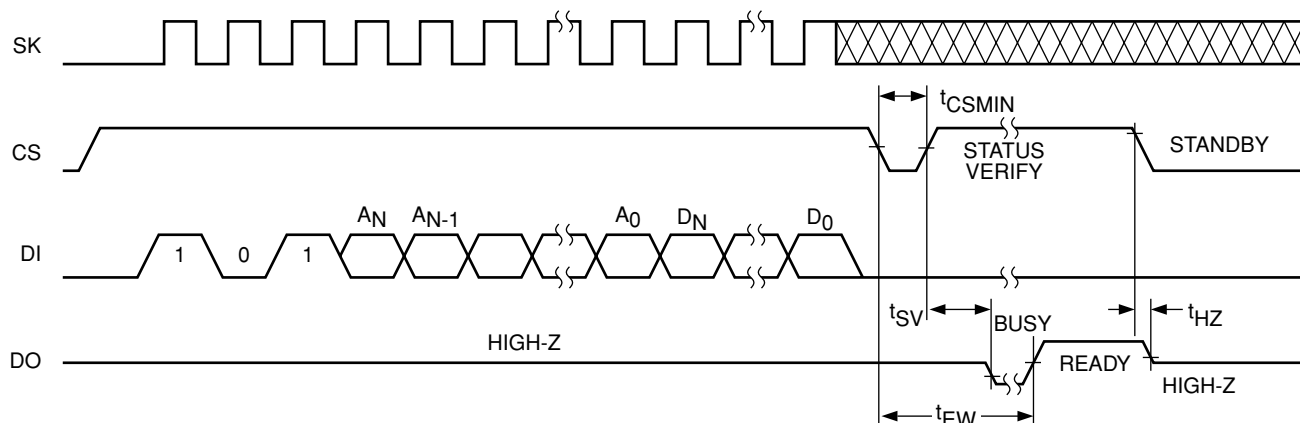 SK
tCSMIN
CS
STATUS
VERIFY
STANDBY
AN
AN-1
A0
DN
D0
DI
1
0
1
tSV
BUSY
tHZ
HIGH-Z
DO
READY
HIGH-Z
tEW